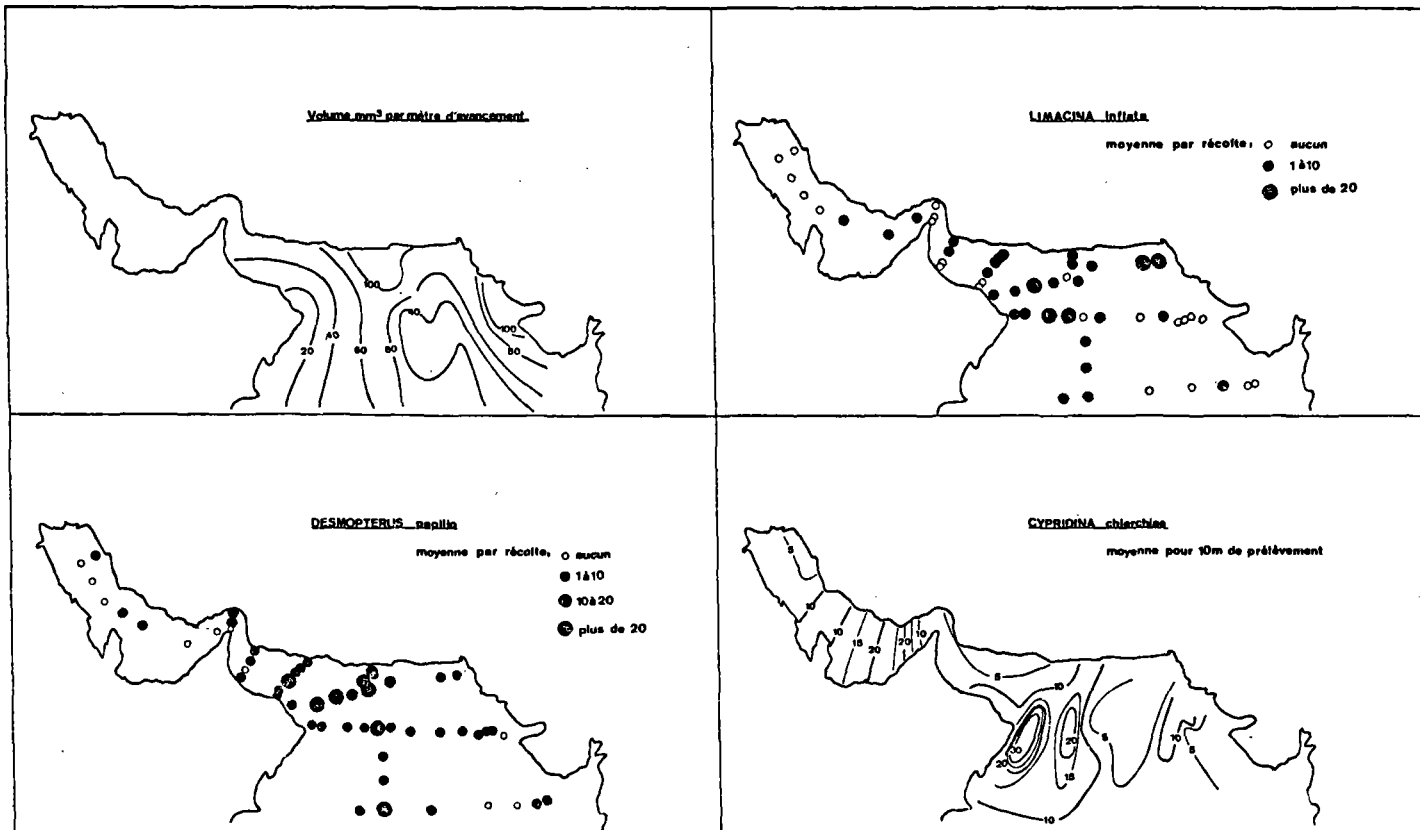 Volume mm³ par mètre d'avancement
100
20
40
60
80
40
100
80
LIMACINA inflata
moyenne par récolte: aucun
1 à 10
plus de 20
DESMOPTERUS papilio
moyenne par récolte, aucun
1 à 10
10 à 20
plus de 20
CYPRIDINA chierchiae
moyenne pour 10m de prélèvement
5
10
10
15
20
20
10
5
10
30
20
20
15
5
10
5
10